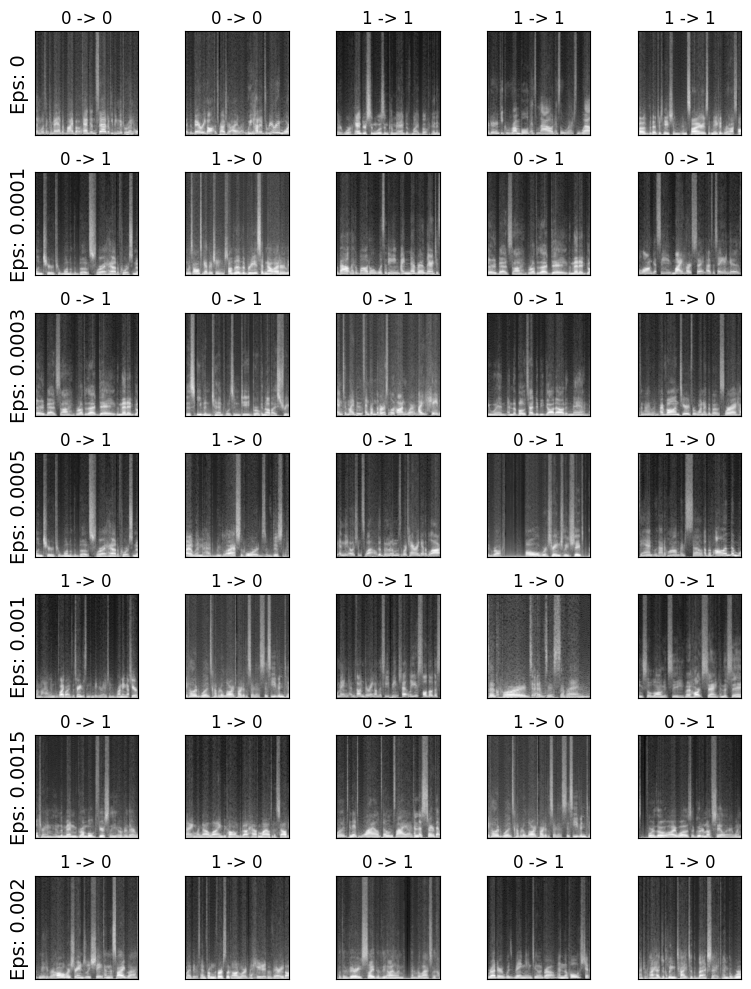 0 -> 0 0 -> 0 1 -> 1 1 -> 1 1 -> 1
Eps: 0
0 -> 1 1 -> 0 1 -> 0 0 -> 1 1 -> 0
Eps: 0.0001
0 -> 1 0 -> 1 1 -> 0 0 -> 1 1 -> 0
Eps: 0.0003
0 -> 1 1 -> 0 1 -> 0 0 -> 1 1 -> 0
Eps: 0.0005
1 -> 0 1 -> 0 1 -> 0 1 -> 0 0 -> 1
Eps: 0.001
0 -> 1 1 -> 0 0 -> 1 1 -> 0 0 -> 1
Eps: 0.0015
1 -> 0 1 -> 0 1 -> 0 0 -> 1 1 -> 0
Eps: 0.002